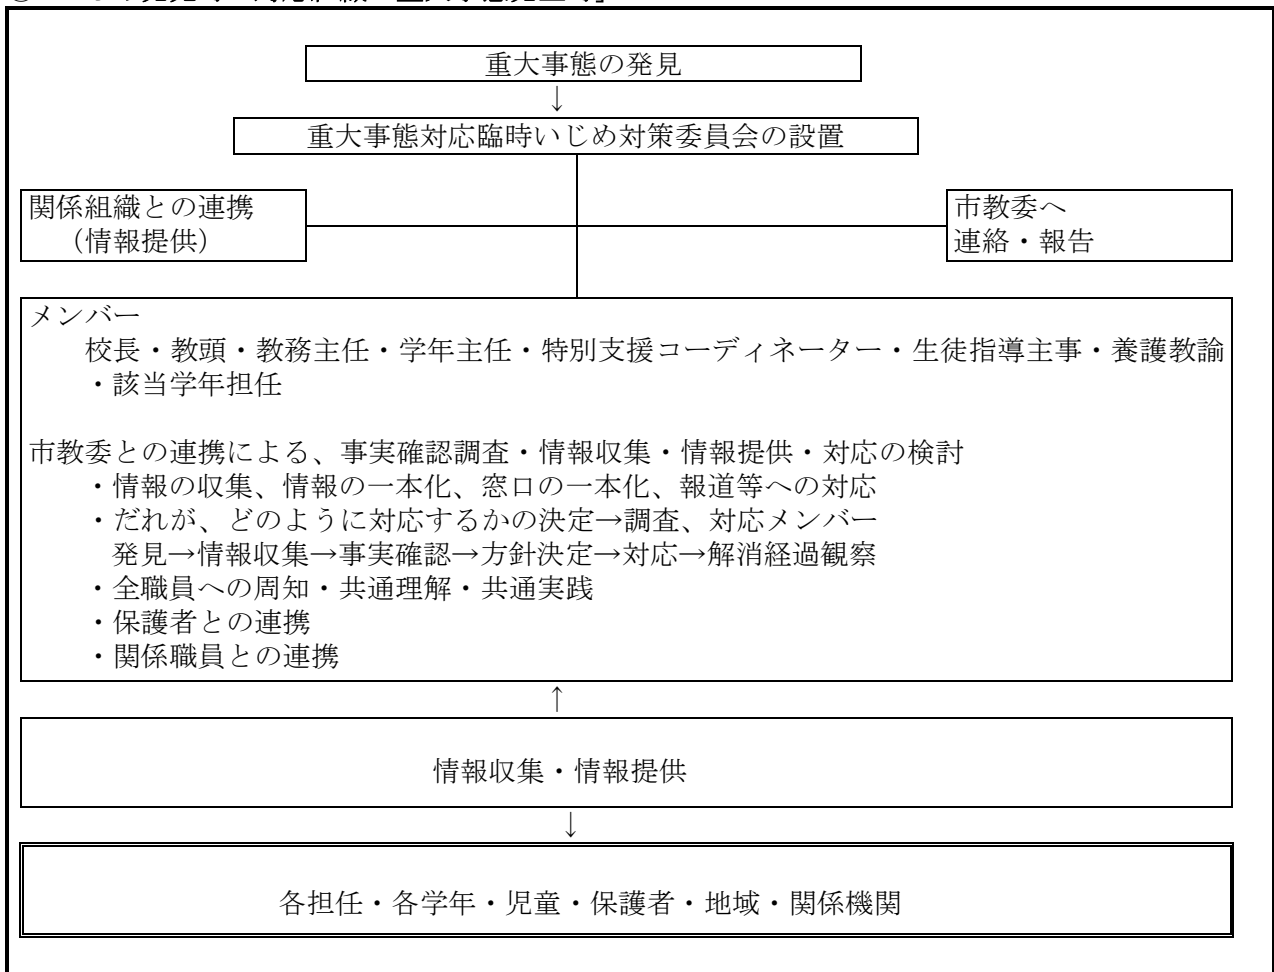 重大事態の発見
↓
重大事態対応臨時いじめ対策委員会の設置
関係組織との連携
（情報提供）
市教委へ
連絡・報告
メンバー
校長・教頭・教務主任・学年主任・特別支援コーディネーター・生徒指導主事・養護教諭
・該当学年担任
市教委との連携による、事実確認調査・情報収集・情報提供・対応の検討
・情報の収集、情報の一本化、窓口の一本化、報道等への対応
・だれが、どのように対応するかの決定→調査、対応メンバー
発見→情報収集→事実確認→方針決定→対応→解消経過観察
・全職員への周知・共通理解・共通実践
・保護者との連携
・関係職員との連携
↑
情報収集・情報提供
↓
各担任・各学年・児童・保護者・地域・関係機関